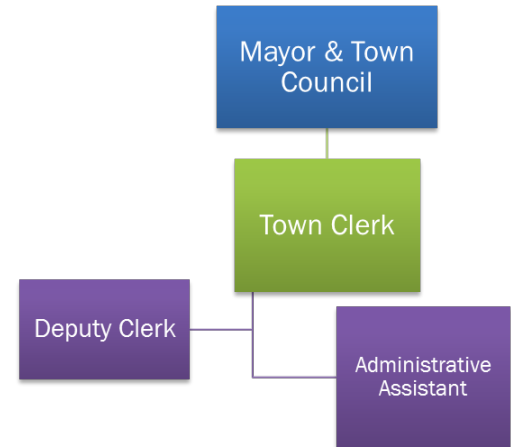 Mayor & Town
Council
Town Clerk
Deputy Clerk
Administrative
Assistant